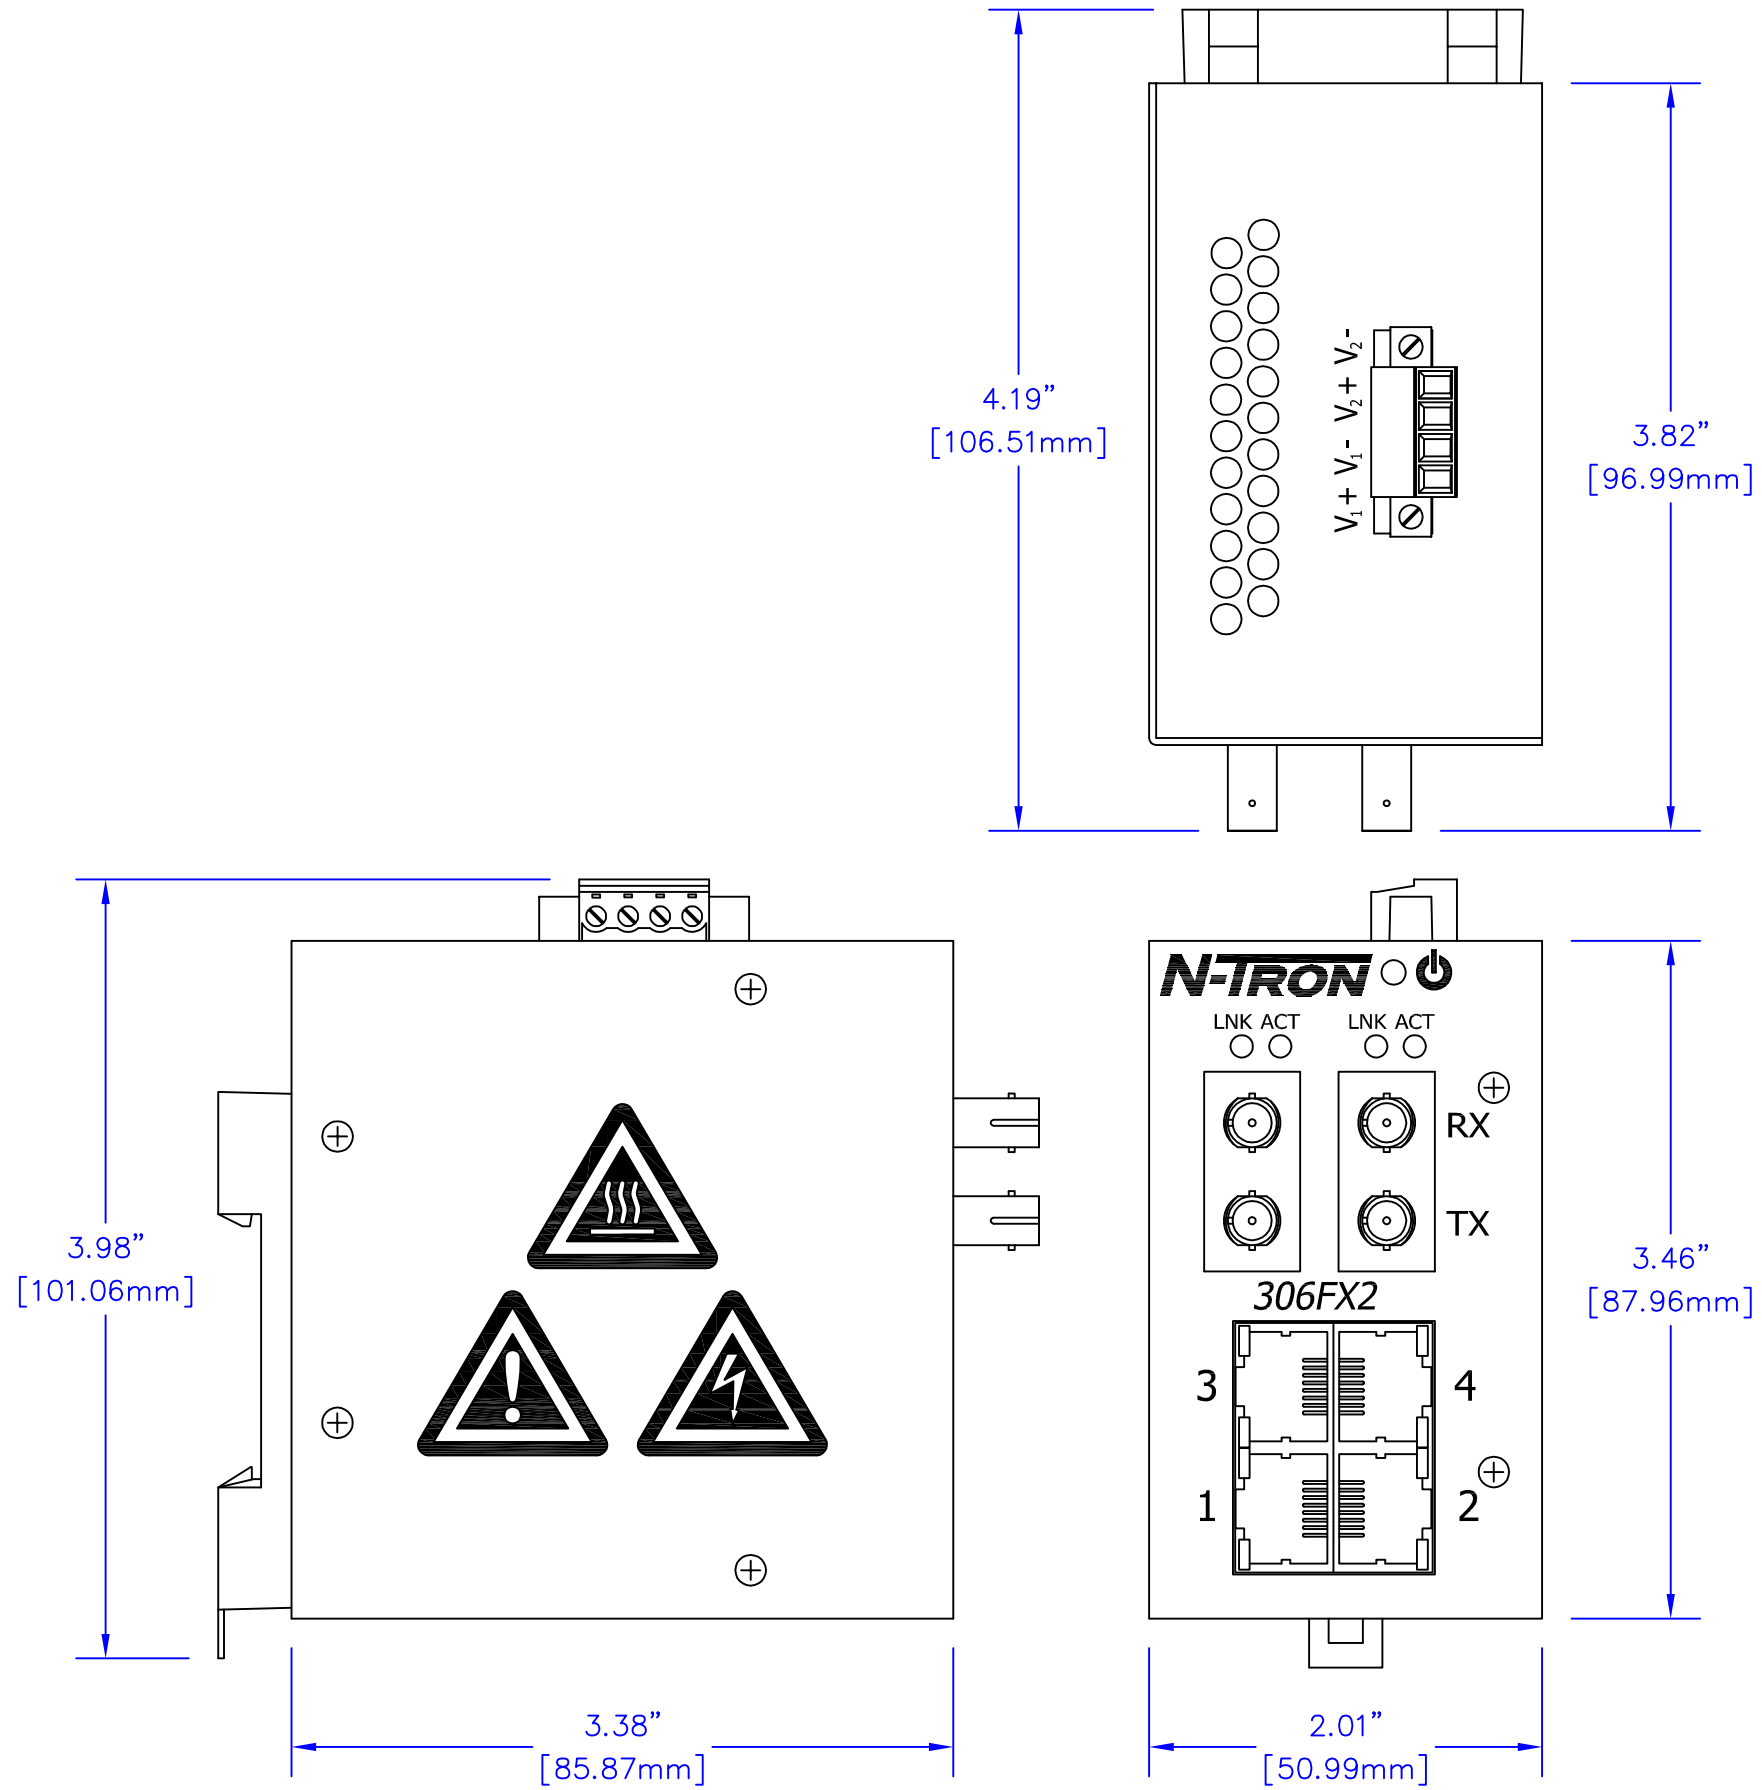 4.19”
[106.51mm]
3.82”
[96.99mm]
V1+ V1- V2+ V2-
3.98”
[101.06mm]
N-TRON
LNK ACT LNK ACT
RX
TX
306FX2
3 4
1 2
3.46”
[87.96mm]
3.38”
[85.87mm]
2.01”
[50.99mm]